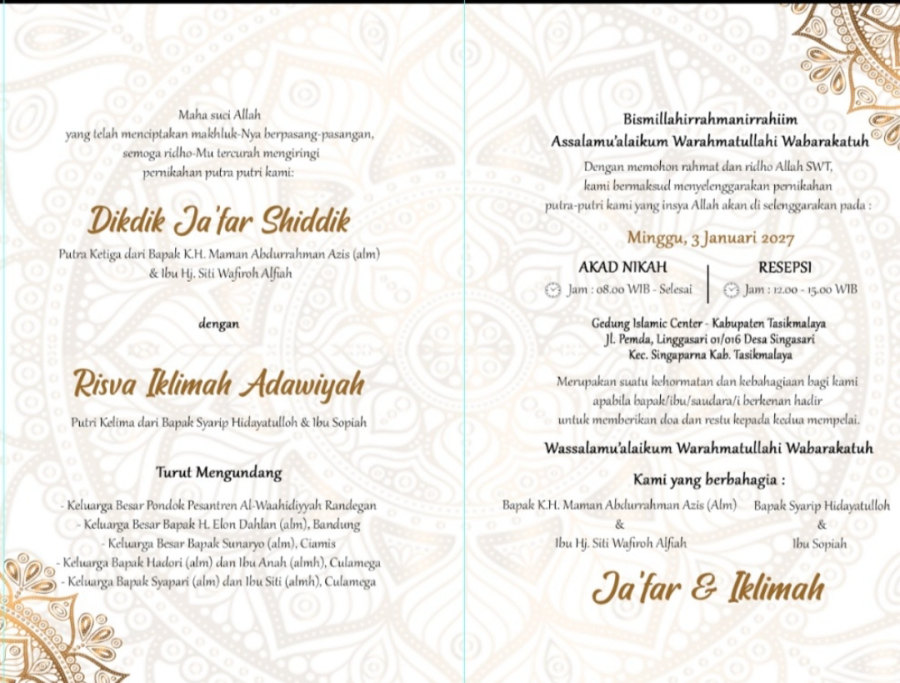 Maha suci Allah
yang telah menciptakan makhluk-Nya berpasang-pasangan,
semoga ridho-Mu tercurah mengiringi
pernikahan putra putri kami:
Dikdik Ja'far Shiddik
Putra Ketiga dari Bapak K.H. Maman Abdurrahman Azis (alm)
& Ibu Hj. Siti Wafiroh Alfiah
dengan
Risva Iklimah Adawiyah
Putri Kelima dari Bapak Syarip Hidayatulloh & Ibu Sopiah
Turut Mengundang
- Keluarga Besar Pondok Pesantren Al-Waahidiyyah Randegan
- Keluarga Besar Bapak H. Elon Dahlan (alm), Bandung
- Keluarga Besar Bapak Sunaryo (alm), Ciamis
- Keluarga Bapak Hadori (alm) dan Ibu Anah (almh), Culamega
- Keluarga Bapak Syapari (alm) dan Ibu Siti (almh), Culamega
Bismillahirrahmanirrahiim
Assalamu'alaikum Warahmatullahi Wabarakatuh
Dengan memohon rahmat dan ridho Allah SWT,
kami bermaksud menyelenggarakan pernikahan
putra-putri kami yang insya Allah akan di selenggarakan pada :
Minggu, 3 Januari 2027
AKAD NIKAH
Jam : 08.00 WIB - Selesai
RESEPSI
Jam : 12.00 - 15.00 WIB
Gedung Islamic Center - Kabupaten Tasikmalaya
Jl. Pemda, Linggasari 01/016 Desa Singasari
Kec. Singaparna Kab. Tasikmalaya
Merupakan suatu kehormatan dan kebahagiaan bagi kami
apabila bapak/ibu/saudara/i berkenan hadir
untuk memberikan doa dan restu kepada kedua mempelai.
Wassalamu'alaikum Warahmatullahi Wabarakatuh
Kami yang berbahagia :
Bapak K.H. Maman Abdurrahman Azis (Alm)
&
Ibu Hj. Siti Wafiroh Alfiah
Bapak Syarip Hidayatulloh
&
Ibu Sopiah
Ja'far & Iklimah